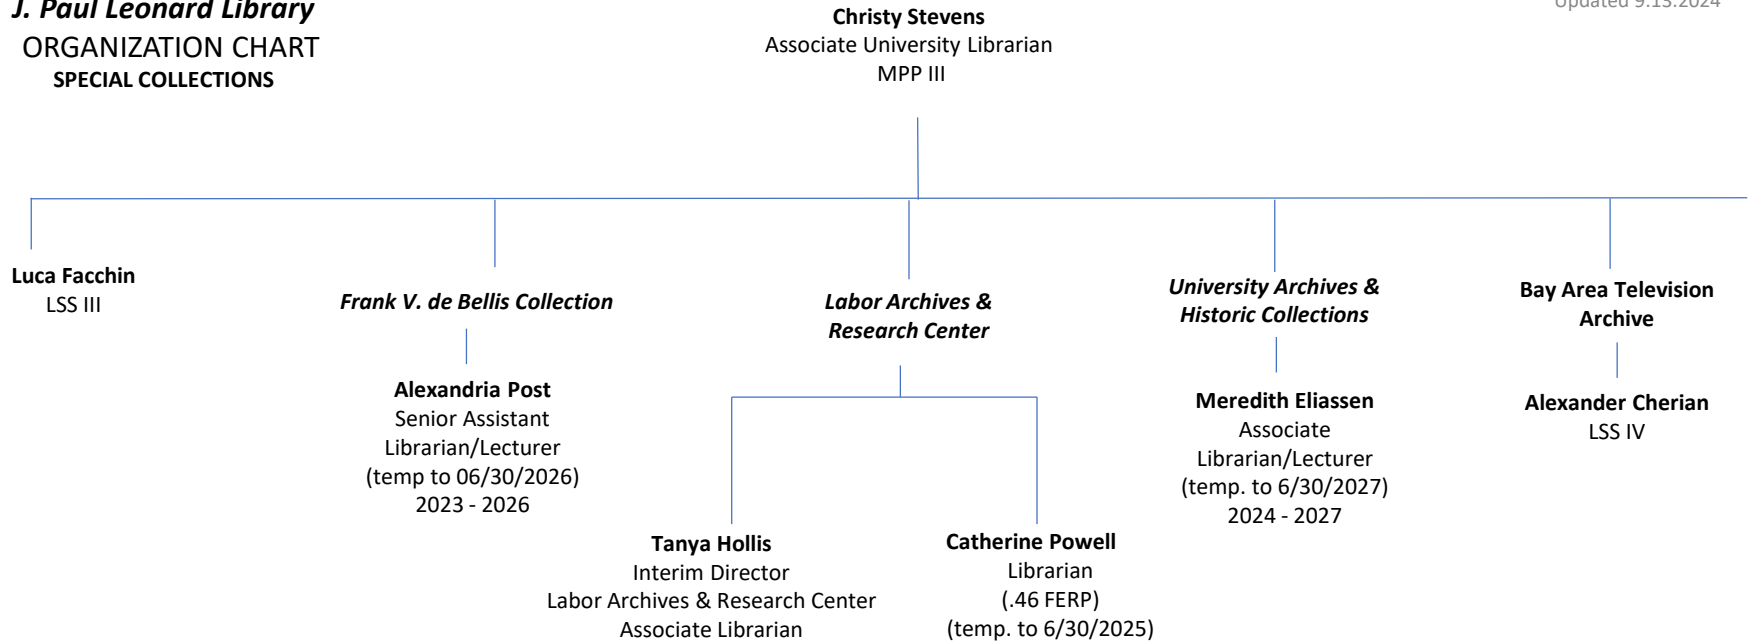 J. Paul Leonard Library
ORGANIZATION CHART
SPECIAL COLLECTIONS
Updated 9.13.2024
Christy Stevens
Associate University Librarian
MPP III
Luca Facchin
LSS III
Frank V. de Bellis Collection
Alexandria Post
Senior Assistant
Librarian/Lecturer
(temp to 06/30/2026)
2023 - 2026
Labor Archives &
Research Center
Tanya Hollis
Interim Director
Labor Archives & Research Center
Associate Librarian
Catherine Powell
Librarian
(.46 FERP)
(temp. to 6/30/2025)
University Archives &
Historic Collections
Meredith Eliassen
Associate
Librarian/Lecturer
(temp. to 6/30/2027)
2024 - 2027
Bay Area Television
Archive
Alexander Cherian
LSS IV